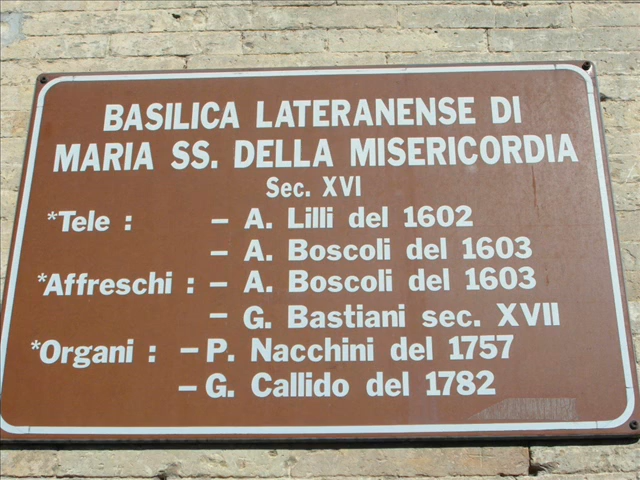 BASILICA LATERANENSE DI
MARIA SS. DELLA MISERICORDIA
Sec. XVI
*Tele : – A. Lilli del 1602
– A. Boscoli del 1603
*Affreschi : – A. Boscoli del 1603
– G. Bastiani sec. XVII
*Organi : – P. Nacchini del 1757
– G. Callido del 1782